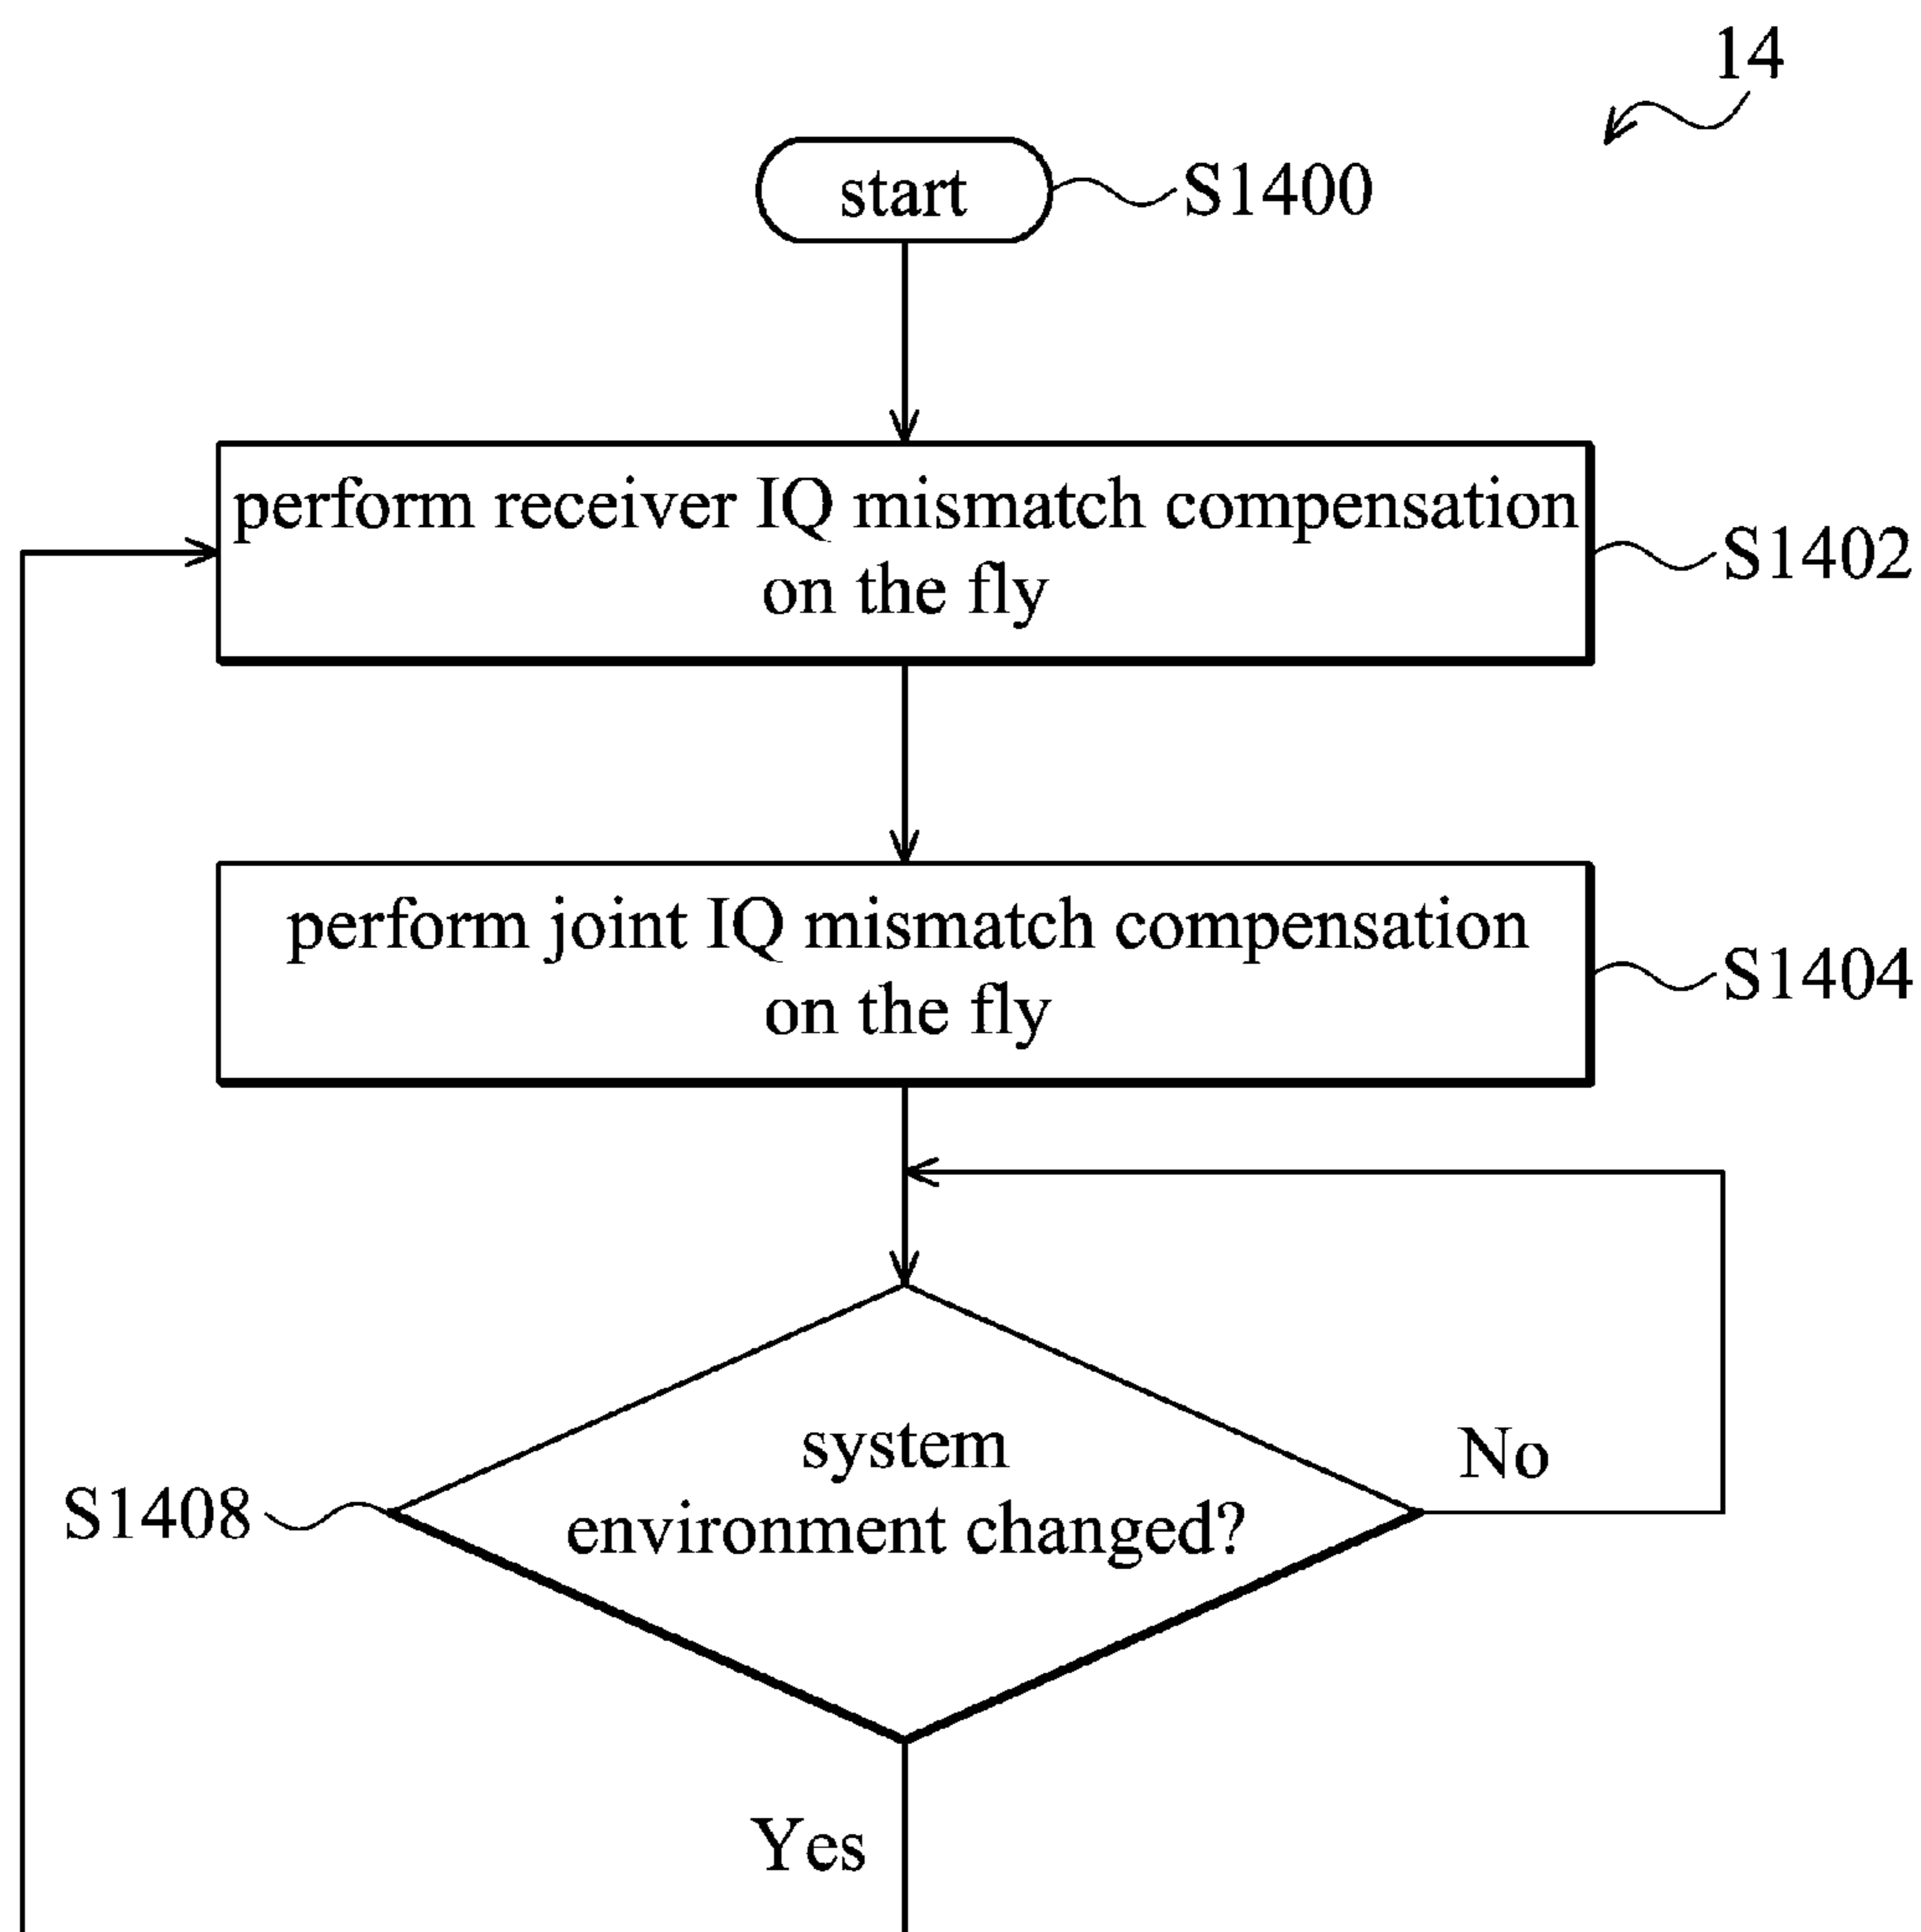 14
start
S1400
perform receiver IQ mismatch compensation
on the fly
S1402
perform joint IQ mismatch compensation
on the fly
S1404
system
environment changed?
No
S1408
Yes